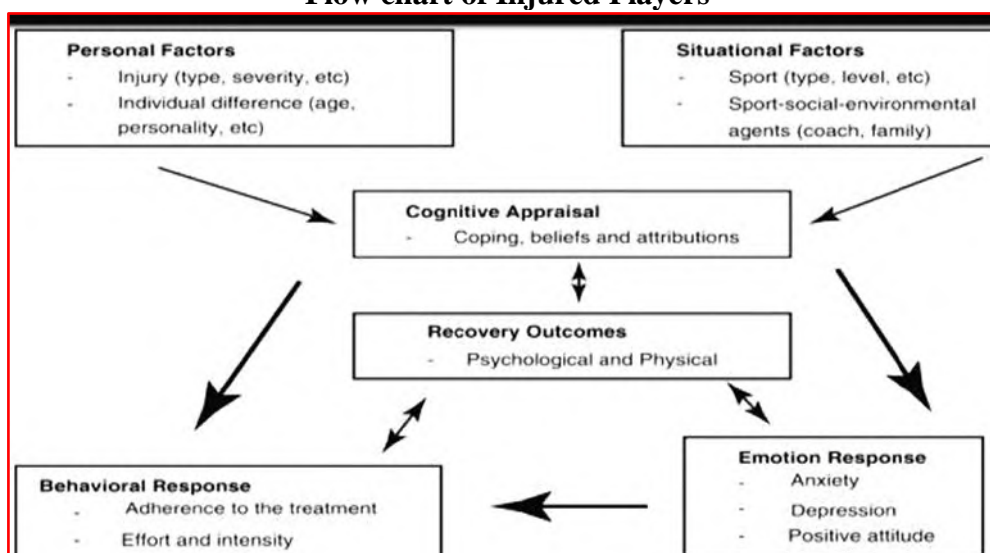 Flow chart of Injured Players
Personal Factors
- Injury (type, severity, etc)
- Individual difference (age,
personality, etc)
Situational Factors
- Sport (type, level, etc)
- Sport-social-environmental
agents (coach, family)
Cognitive Appraisal
- Coping, beliefs and attributions
Recovery Outcomes
- Psychological and Physical
Behavioral Response
- Adherence to the treatment
- Effort and intensity
Emotion Response
- Anxiety
- Depression
- Positive attitude